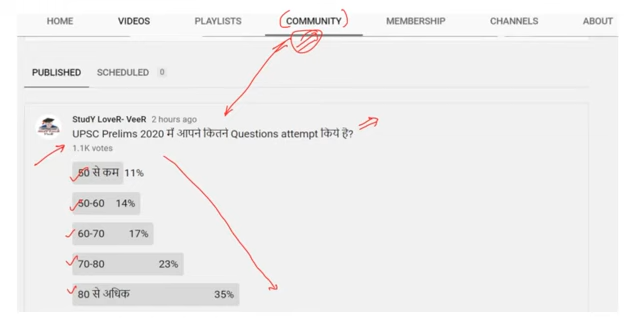 HOME VIDEOS PLAYLISTS COMMUNITY MEMBERSHIP CHANNELS ABOUT
PUBLISHED SCHEDULED 0
StudY LoveR- VeeR 2 hours ago
UPSC Prelims 2020 में आपने कितने Questions attempt किये है?
1.1K votes
50 से कम 11%
50-60 14%
60-70 17%
70-80 23%
80 से अधिक 35%